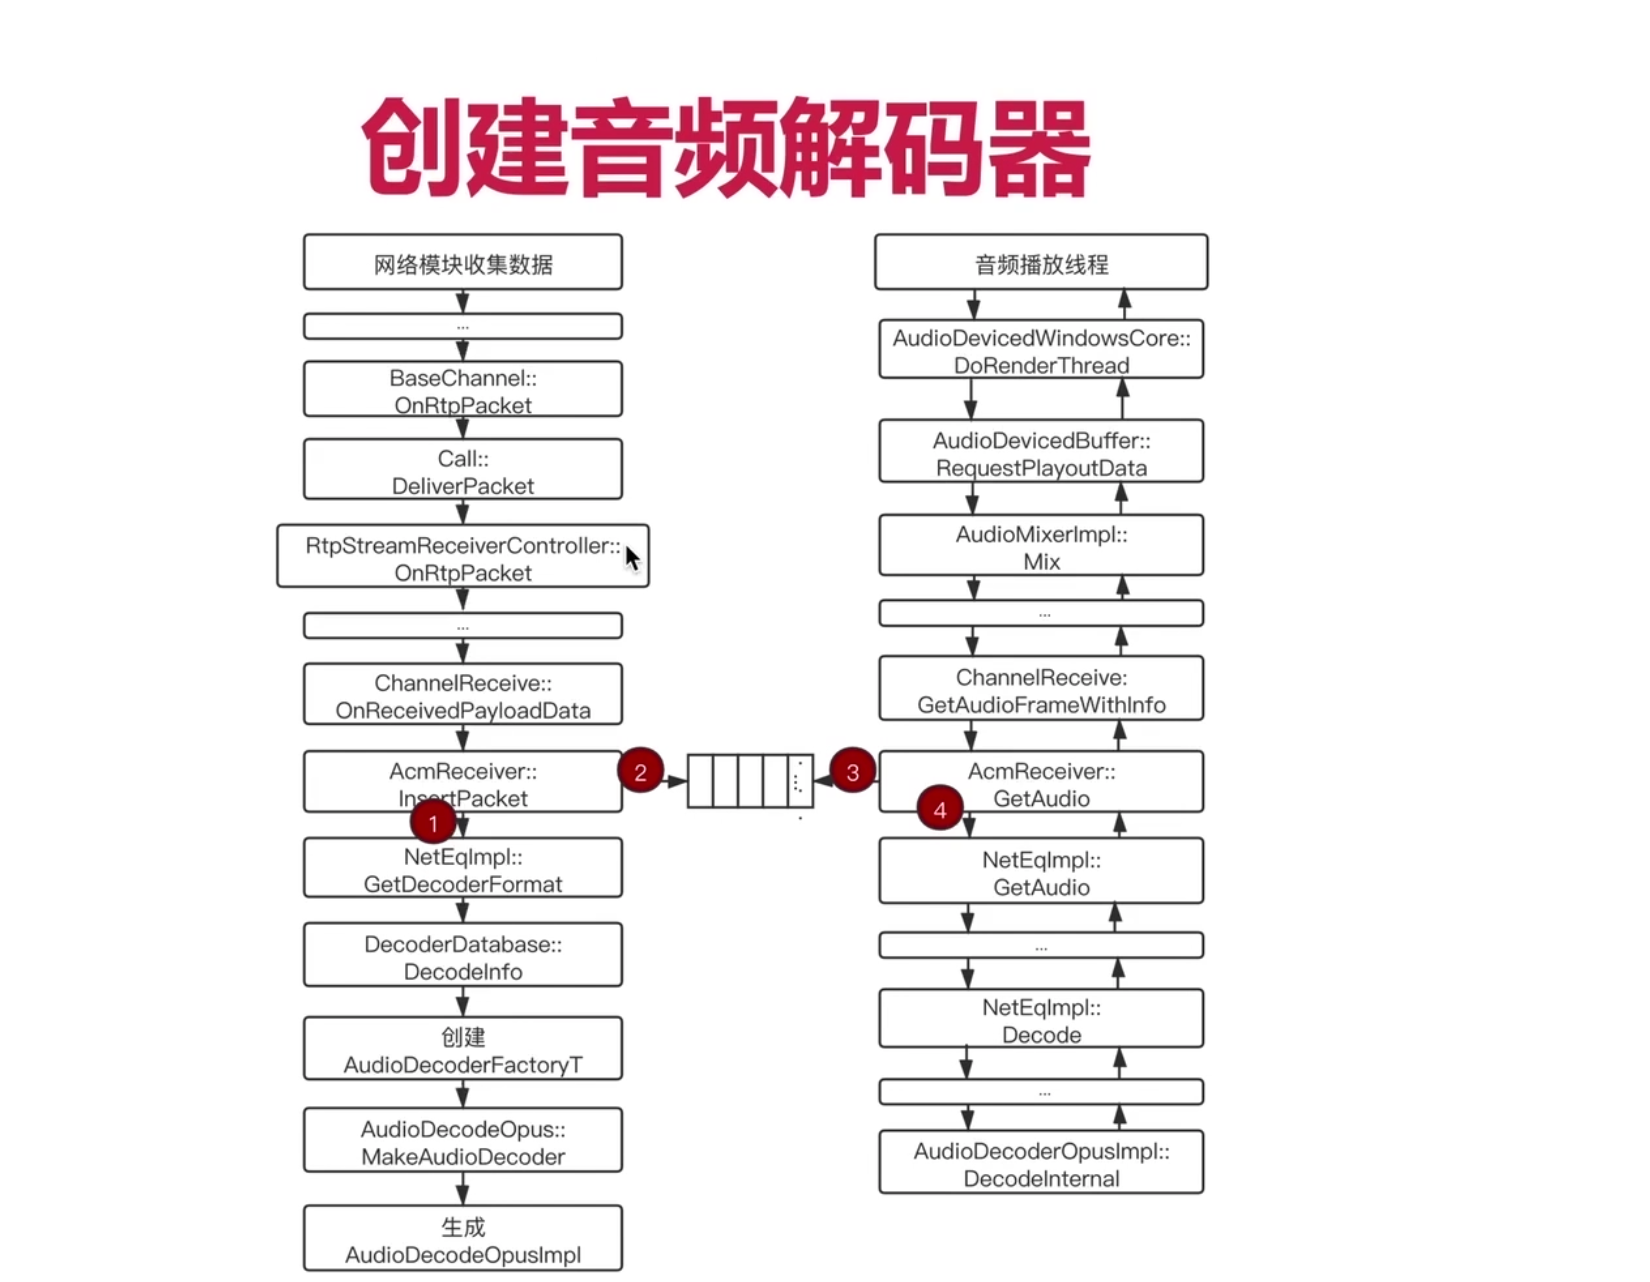 创建音频解码器
网络模块收集数据
...
BaseChannel::
OnRtpPacket
Call::
DeliverPacket
RtpStreamReceiverController::
OnRtpPacket
...
ChannelReceive::
OnReceivedPayloadData
AcmReceiver::
InsertPacket
1
2
NetEqImpl::
GetDecoderFormat
DecoderDatabase::
DecodeInfo
创建
AudioDecoderFactoryT
AudioDecodeOpus::
MakeAudioDecoder
生成
AudioDecodeOpusImpl
音频播放线程
AudioDevicedWindowsCore::
DoRenderThread
AudioDevicedBuffer::
RequestPlayoutData
AudioMixerImpl::
Mix
...
ChannelReceive:
GetAudioFrameWithInfo
3
AcmReceiver::
GetAudio
4
NetEqImpl::
GetAudio
...
NetEqImpl::
Decode
...
AudioDecoderOpusImpl::
DecodeInternal